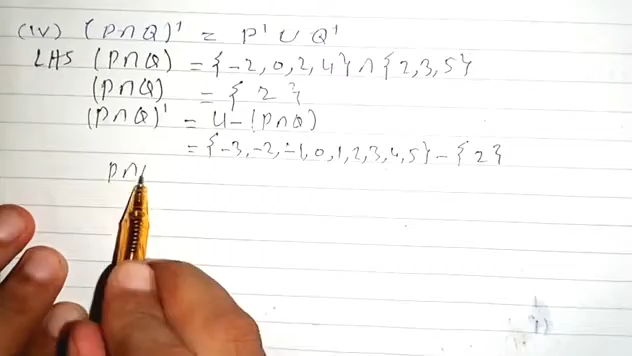 (iv) (P∩Q)' = P' ∪ Q'
LHS (P∩Q) = {-2, 0, 2, 4} ∩ {2, 3, 5}
(P∩Q) = { 2 }
(P∩Q)' = U - (P∩Q)
= {-3, -2, -1, 0, 1, 2, 3, 4, 5} - { 2 }
P∩